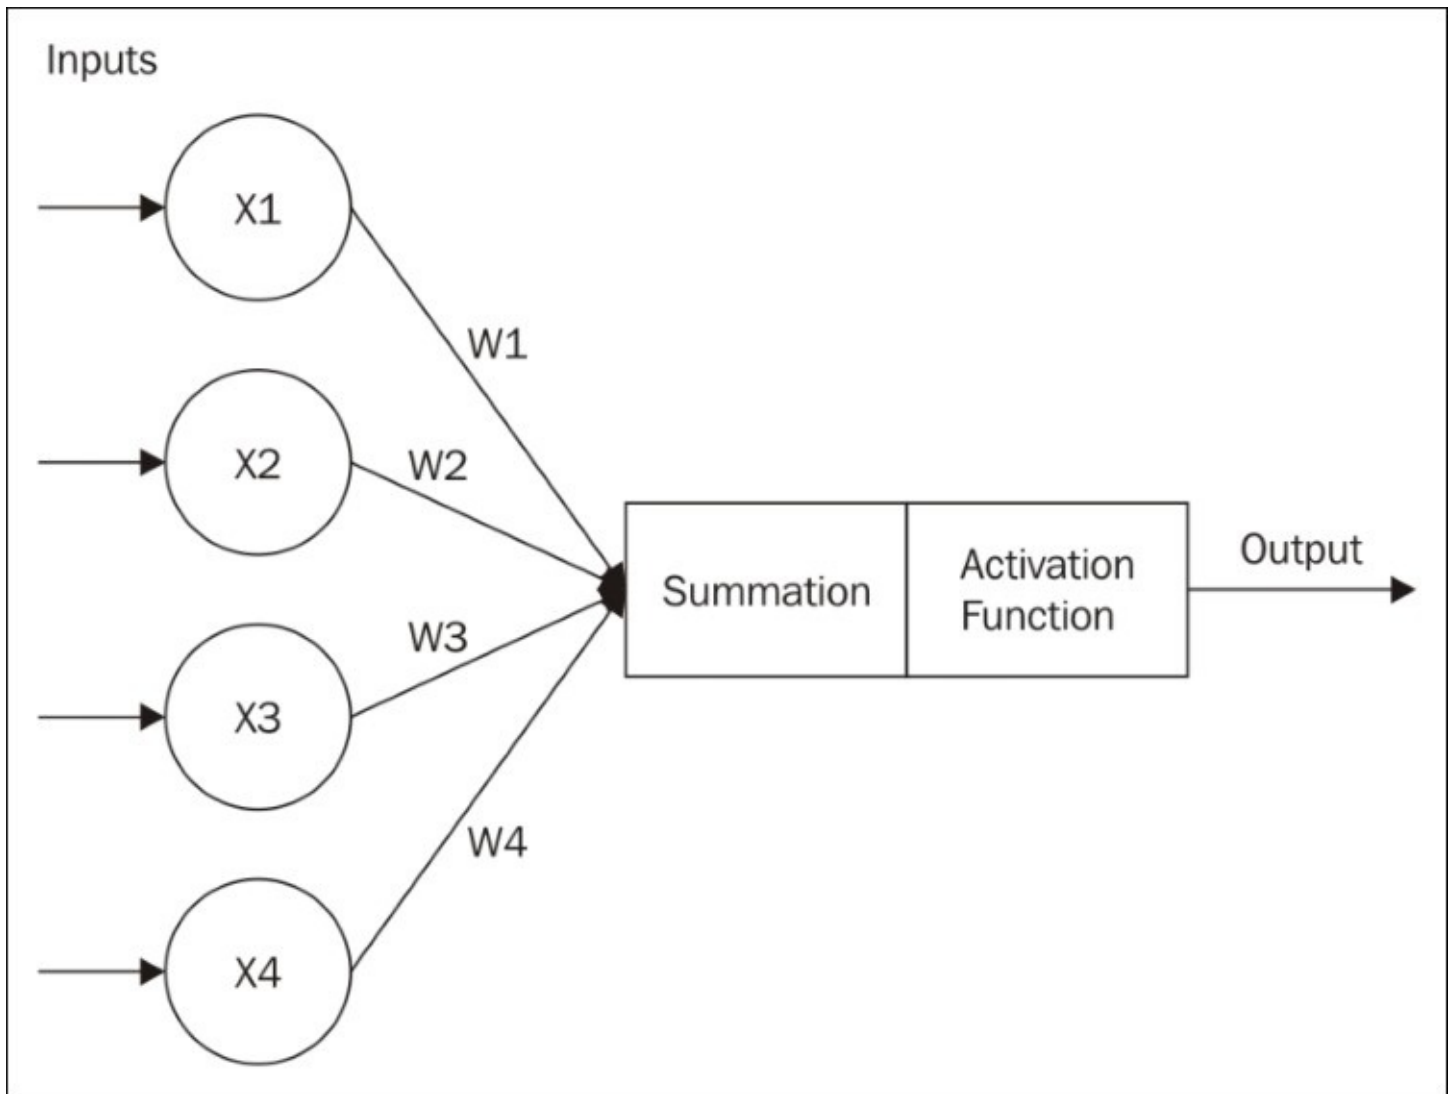 Inputs
X1
W1
X2
W2
Summation
Activation
Function
Output
W3
X3
W4
X4